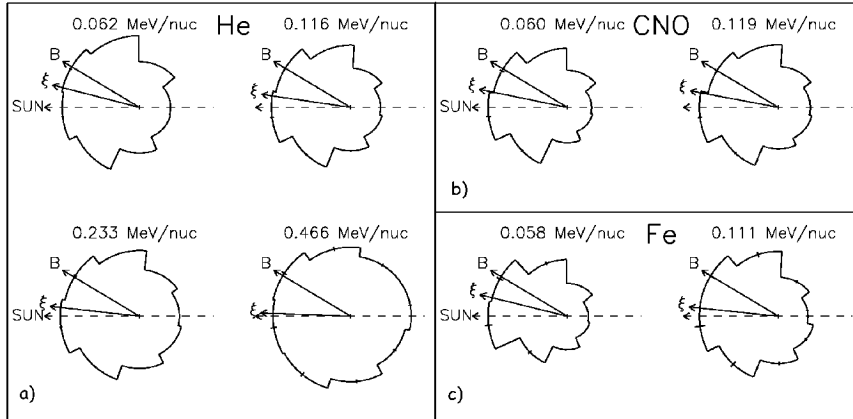 He
0.062 MeV/nuc
B
ξ
SUN
0.116 MeV/nuc
B
ξ
0.233 MeV/nuc
B
ξ
SUN
0.466 MeV/nuc
B
ξ
a)
CNO
0.060 MeV/nuc
B
ξ
SUN
0.119 MeV/nuc
B
ξ
b)
Fe
0.058 MeV/nuc
B
ξ
SUN
0.111 MeV/nuc
B
ξ
c)